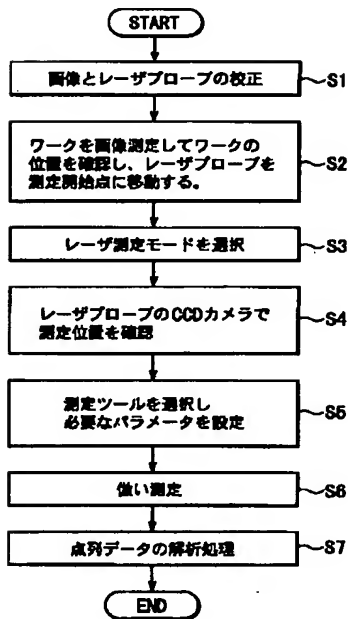 START
画像とレーザプローブの校正
S1
ワークを画像測定してワークの
位置を確認し、レーザプローブを
測定開始点に移動する。
S2
レーザ測定モードを選択
S3
レーザプローブのCCDカメラで
測定位置を確認
S4
測定ツールを選択し
必要なパラメータを設定
S5
倣い測定
S6
点列データの解析処理
S7
END